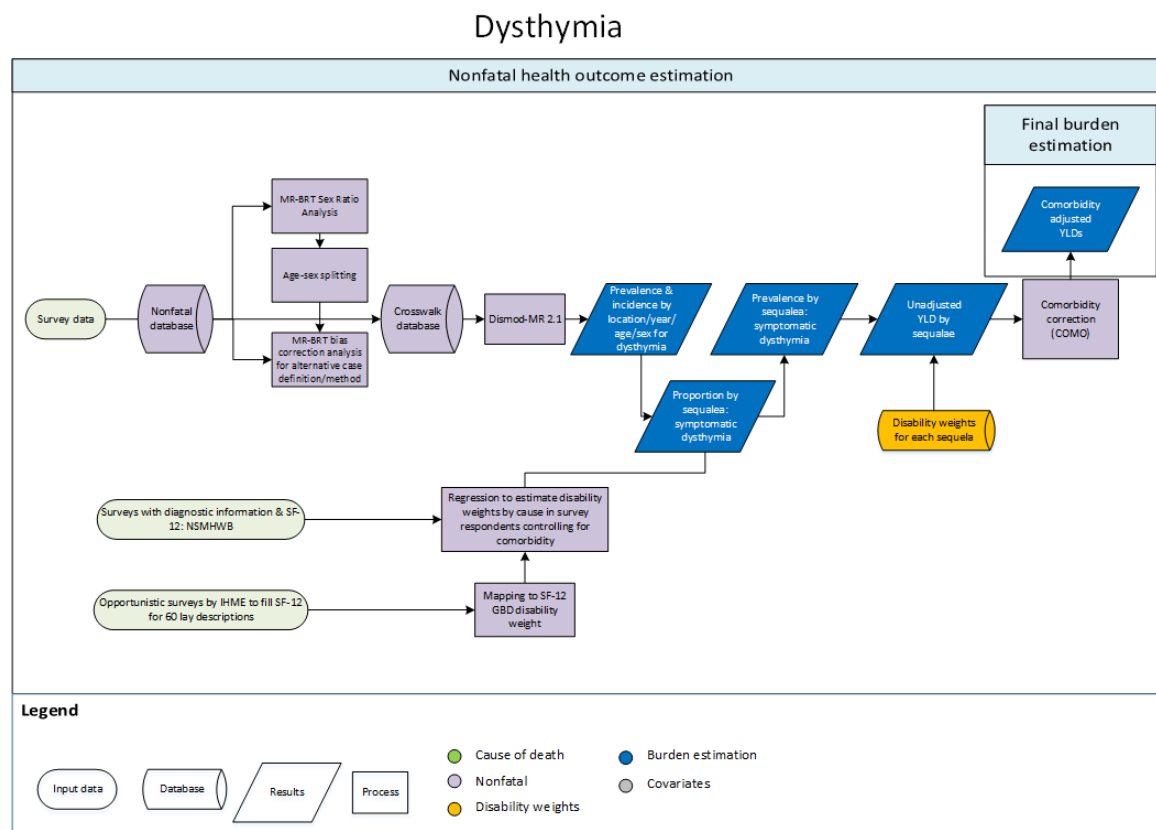 Dysthymia
Nonfatal health outcome estimation
Final burden
estimation
Comorbidity
adjusted
YLDs
MR-BRT Sex Ratio
Analysis
Age-sex splitting
MR-BRT bias
correction analysis
for alternative case
definition/method
Survey data
Nonfatal
database
Crosswalk
database
Dismod-MR 2.1
Prevalence &
incidence by
location/year/
age/sex for
dysthymia
Prevalence by
sequalea:
symptomatic
dysthymia
Unadjusted
YLD by
sequalae
Comorbidity
correction
(COMO)
Proportion by
sequalea:
symptomatic
dysthymia
Disability weights
for each sequela
Surveys with diagnostic information & SF-
12: NSMHWB
Regression to estimate disability
weights by cause in survey
respondents controlling for
comorbidity
Opportunistic surveys by IHME to fill SF-12
for 60 lay descriptions
Mapping to SF-12
GBD disability
weight
Legend
Input data
Database
Results
Process
Cause of death
Nonfatal
Disability weights
Burden estimation
Covariates